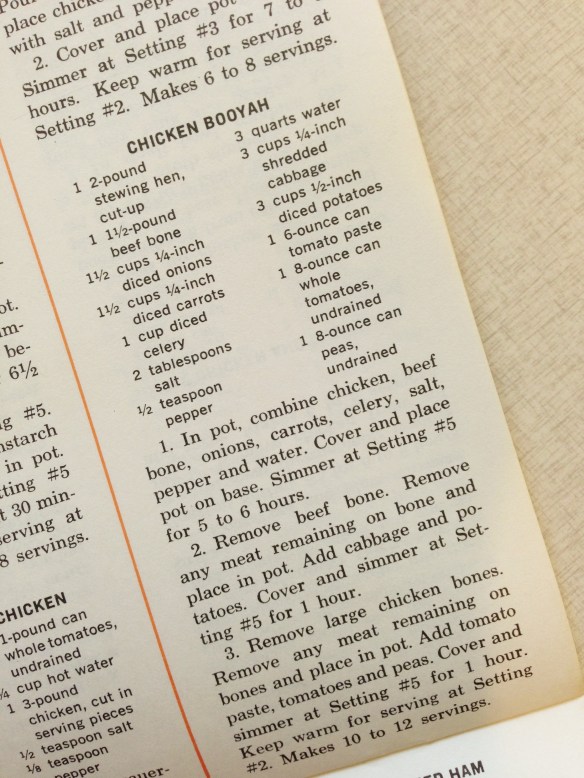 place chicke
with salt and pepp
2. Cover and place pot
Simmer at Setting #3 for 7 to
hours. Keep warm for serving at
Setting #2. Makes 6 to 8 servings.
CHICKEN BOOYAH
1 2-pound
stewing hen,
cut-up
1 1½-pound
beef bone
1½ cups ¼-inch
diced onions
1½ cups ¼-inch
diced carrots
1 cup diced
celery
2 tablespoons
salt
½ teaspoon
pepper
3 quarts water
3 cups ¼-inch
shredded
cabbage
3 cups ½-inch
diced potatoes
1 6-ounce can
tomato paste
1 8-ounce can
whole
tomatoes,
undrained
1 8-ounce can
peas,
undrained
1. In pot, combine chicken, beef
bone, onions, carrots, celery, salt,
pepper and water. Cover and place
pot on base. Simmer at Setting #5
for 5 to 6 hours.
2. Remove beef bone. Remove
any meat remaining on bone and
place in pot. Add cabbage and po-
tatoes. Cover and simmer at Set-
ting #5 for 1 hour.
3. Remove large chicken bones.
Remove any meat remaining on
bones and place in pot. Add tomato
paste, tomatoes and peas. Cover and
simmer at Setting #5 for 1 hour.
Keep warm for serving at Setting
#2. Makes 10 to 12 servings.
ot.
m-
be-
6½
g #5.
nstarch
in pot.
tting #5
t 30 min-
serving at
8 servings.
CHICKEN
1-pound can
whole tomatoes,
undrained
¼ cup hot water
1 3-pound
chicken, cut in
serving pieces
½ teaspoon salt
⅛ teaspoon
pepper
auer-
ED HAM